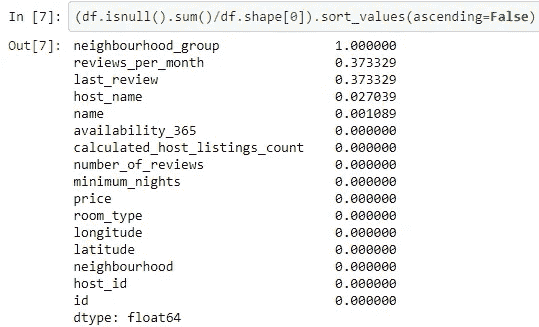 In [7]: (df.isnull().sum()/df.shape[0]).sort_values(ascending=False)
Out[7]: neighbourhood_group 1.000000
reviews_per_month 0.373329
last_review 0.373329
host_name 0.027039
name 0.001089
availability_365 0.000000
calculated_host_listings_count 0.000000
number_of_reviews 0.000000
minimum_nights 0.000000
price 0.000000
room_type 0.000000
longitude 0.000000
latitude 0.000000
neighbourhood 0.000000
host_id 0.000000
id 0.000000
dtype: float64